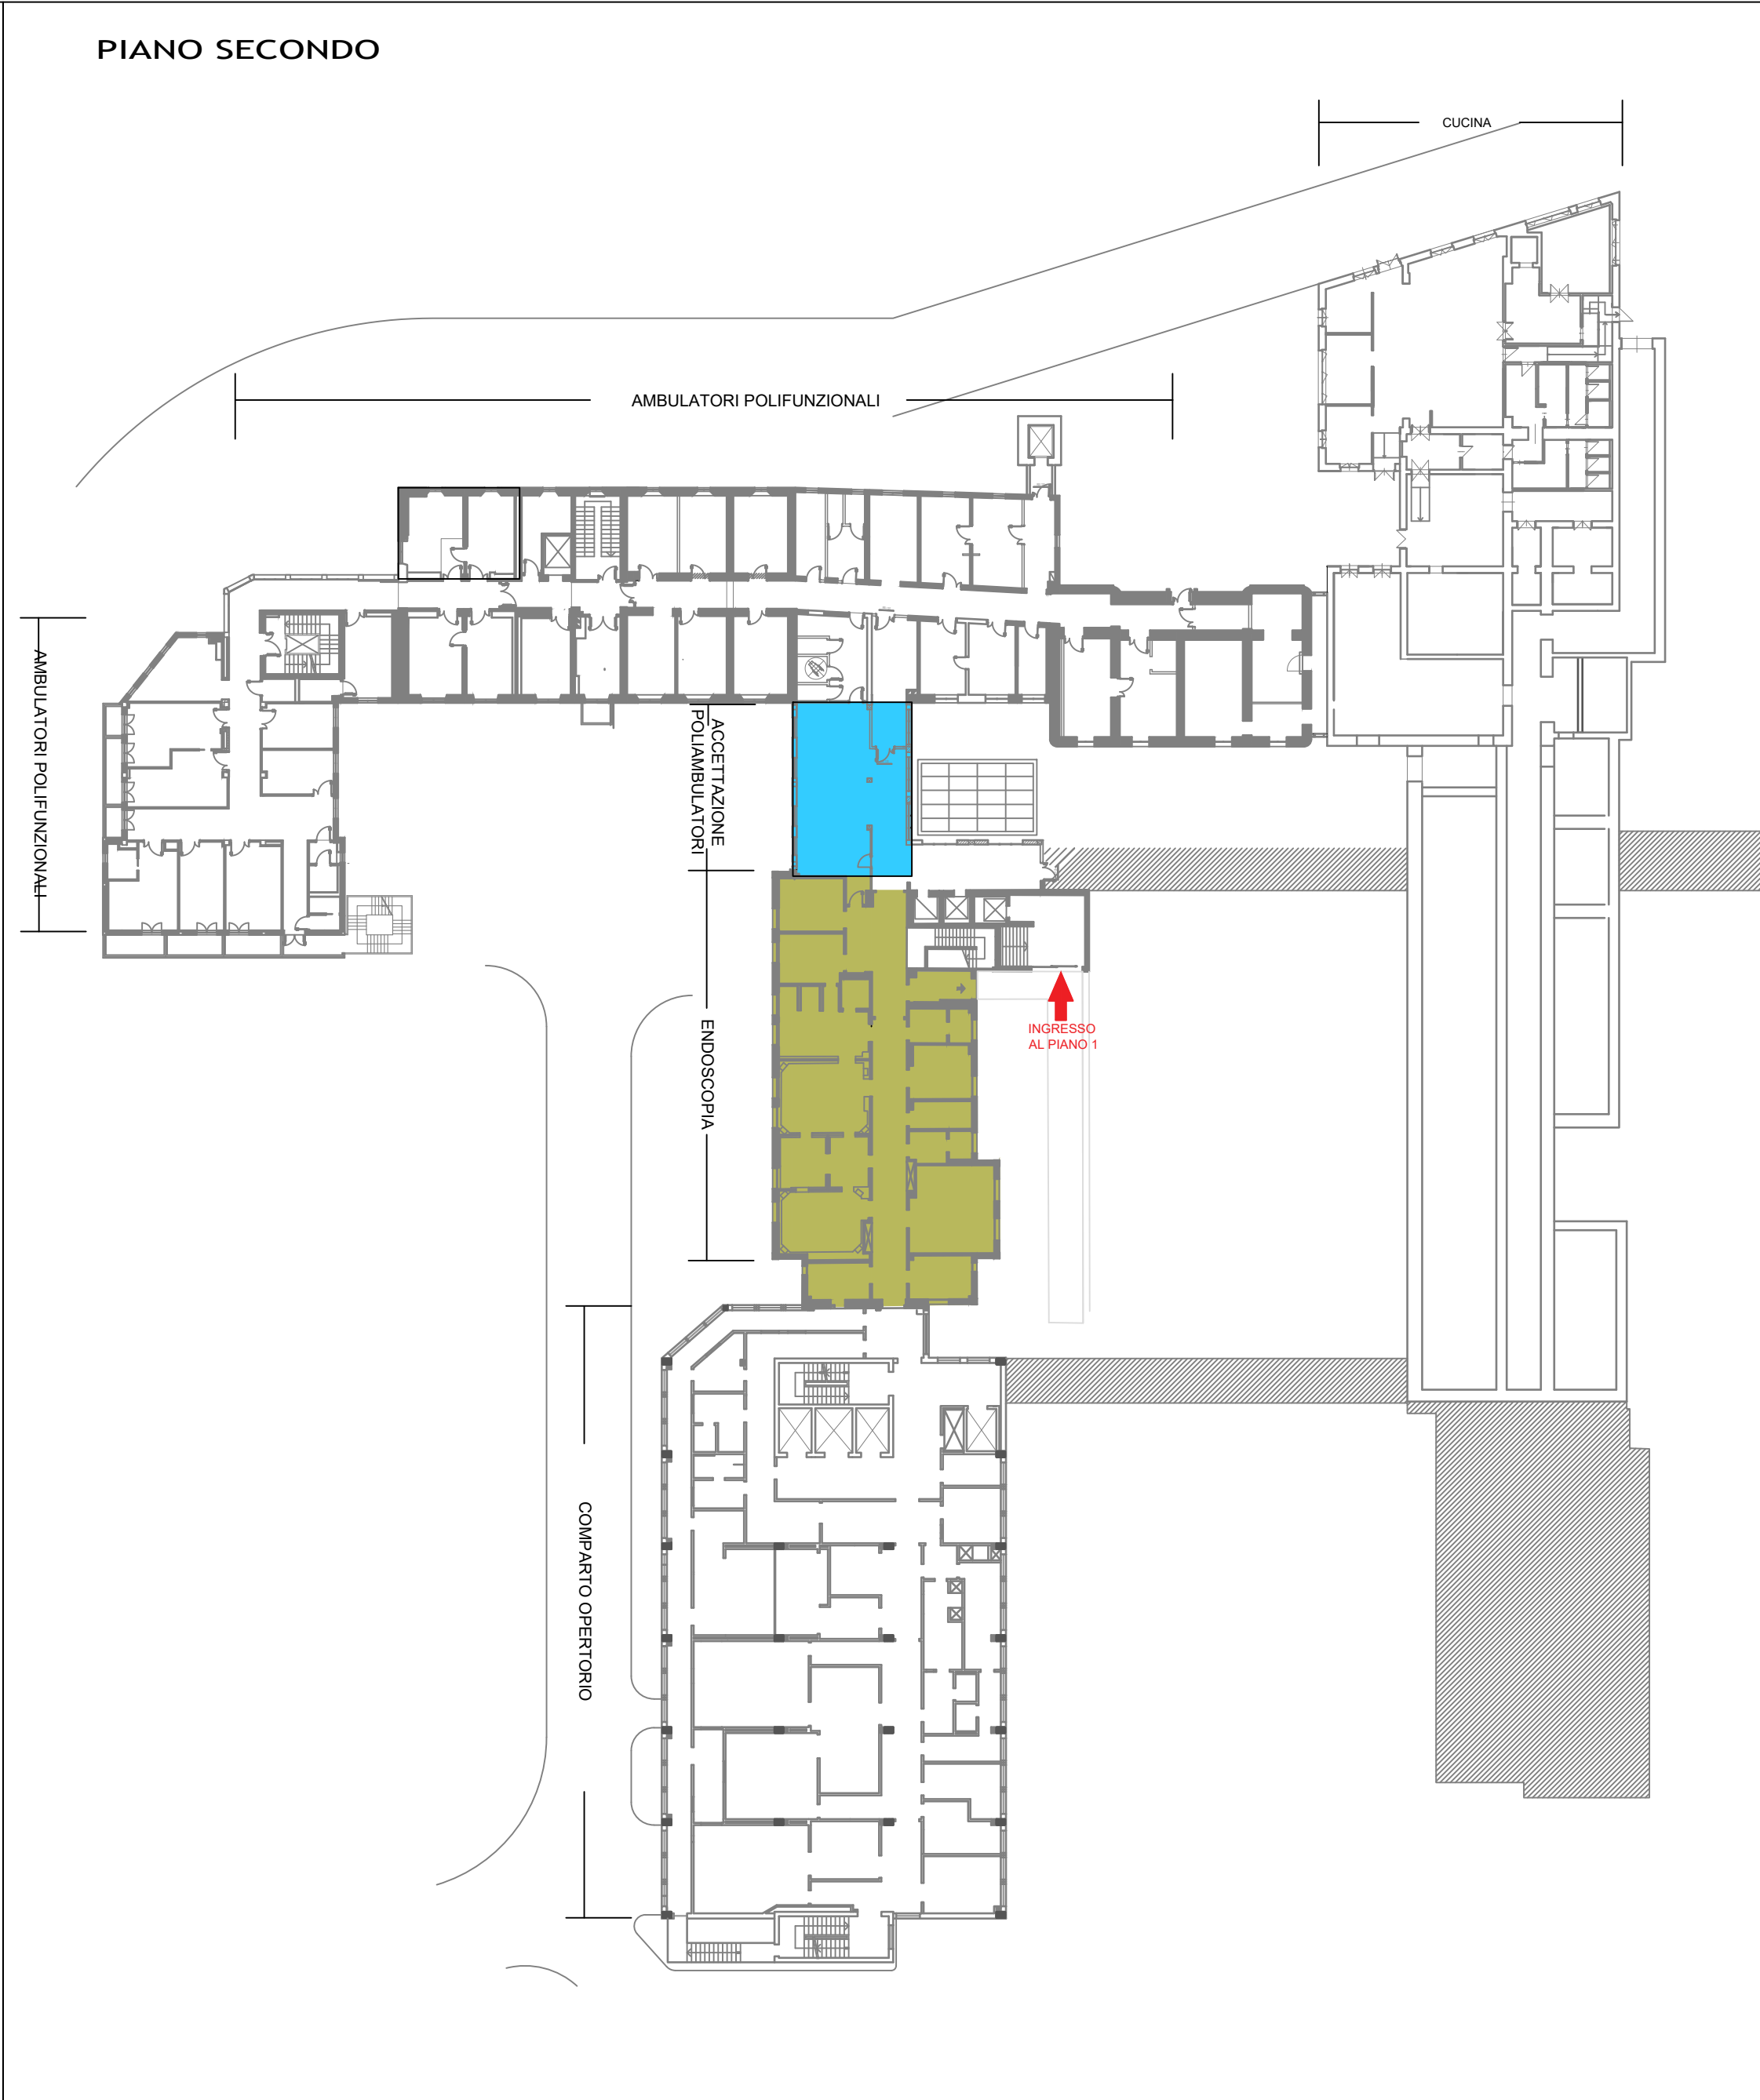 PIANO SECONDO
CUCINA
AMBULATORI POLIFUNZIONALI
AMBULATORI POLIFUNZIONALI
ACCETTAZIONE
POLIAMBULATORI
ENDOSCOPIA
INGRESSO
AL PIANO 1
COMPARTO OPERTORIO